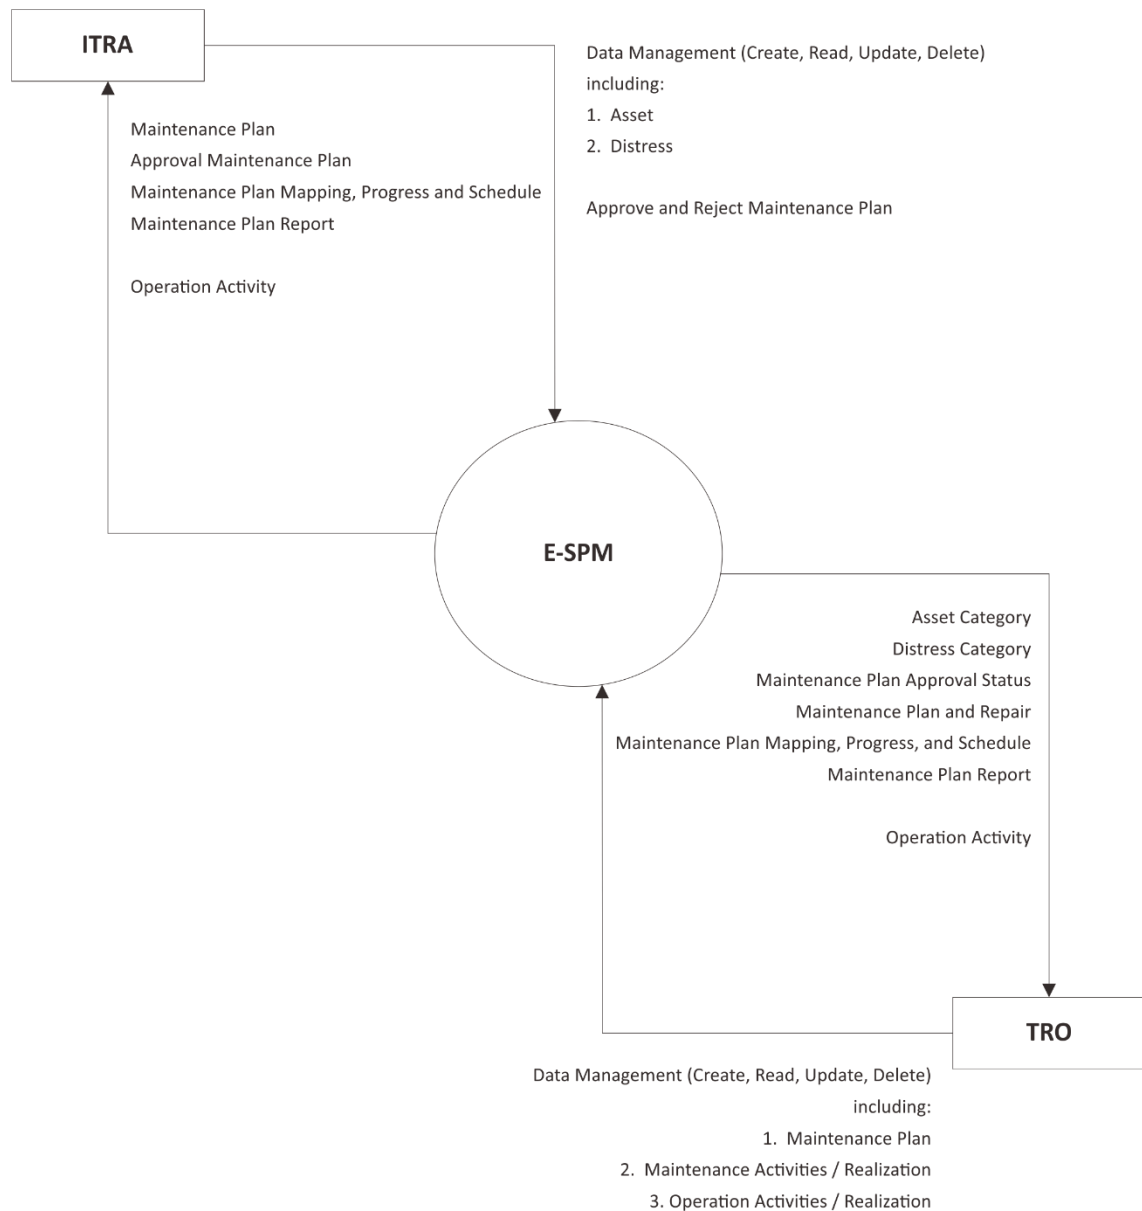 ITRA
Data Management (Create, Read, Update, Delete)
including:
1. Asset
2. Distress
Approve and Reject Maintenance Plan
Maintenance Plan
Approval Maintenance Plan
Maintenance Plan Mapping, Progress and Schedule
Maintenance Plan Report
Operation Activity
E-SPM
Asset Category
Distress Category
Maintenance Plan Approval Status
Maintenance Plan and Repair
Maintenance Plan Mapping, Progress, and Schedule
Maintenance Plan Report
Operation Activity
TRO
Data Management (Create, Read, Update, Delete)
including:
1. Maintenance Plan
2. Maintenance Activities / Realization
3. Operation Activities / Realization